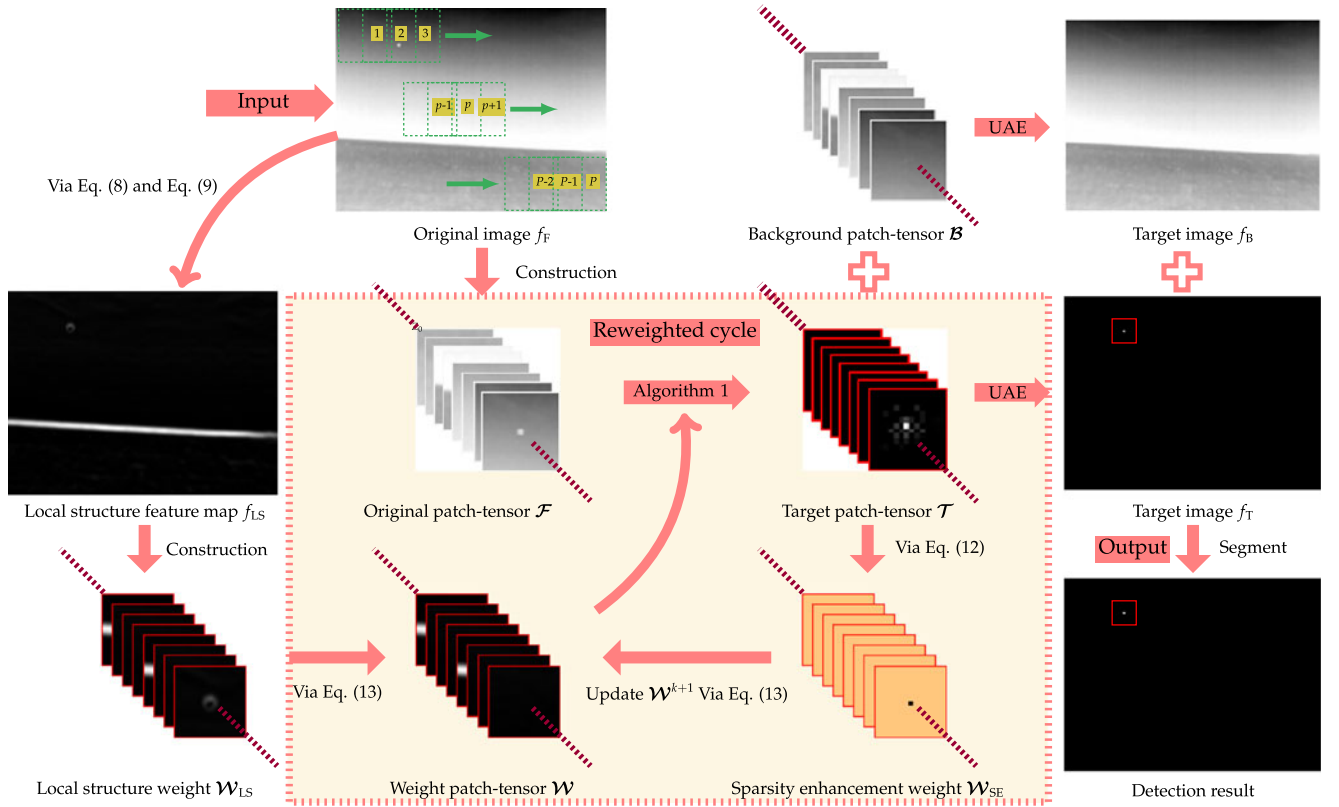 1 2 3
Input
p-1 p p+1
UAE
Via Eq. (8) and Eq. (9)
P-2 P-1 P
Original image fF
Background patch-tensor 𝓑
Target image fB
Construction
Reweighted cycle
Algorithm 1
UAE
Local structure feature map fLS
Original patch-tensor 𝓕
Target patch-tensor 𝓣
Target image fT
Construction
Via Eq. (12)
Output
Segment
Via Eq. (13)
Update 𝓦k+1 Via Eq. (13)
Local structure weight 𝓦LS
Weight patch-tensor 𝓦
Sparsity enhancement weight 𝓦SE
Detection result